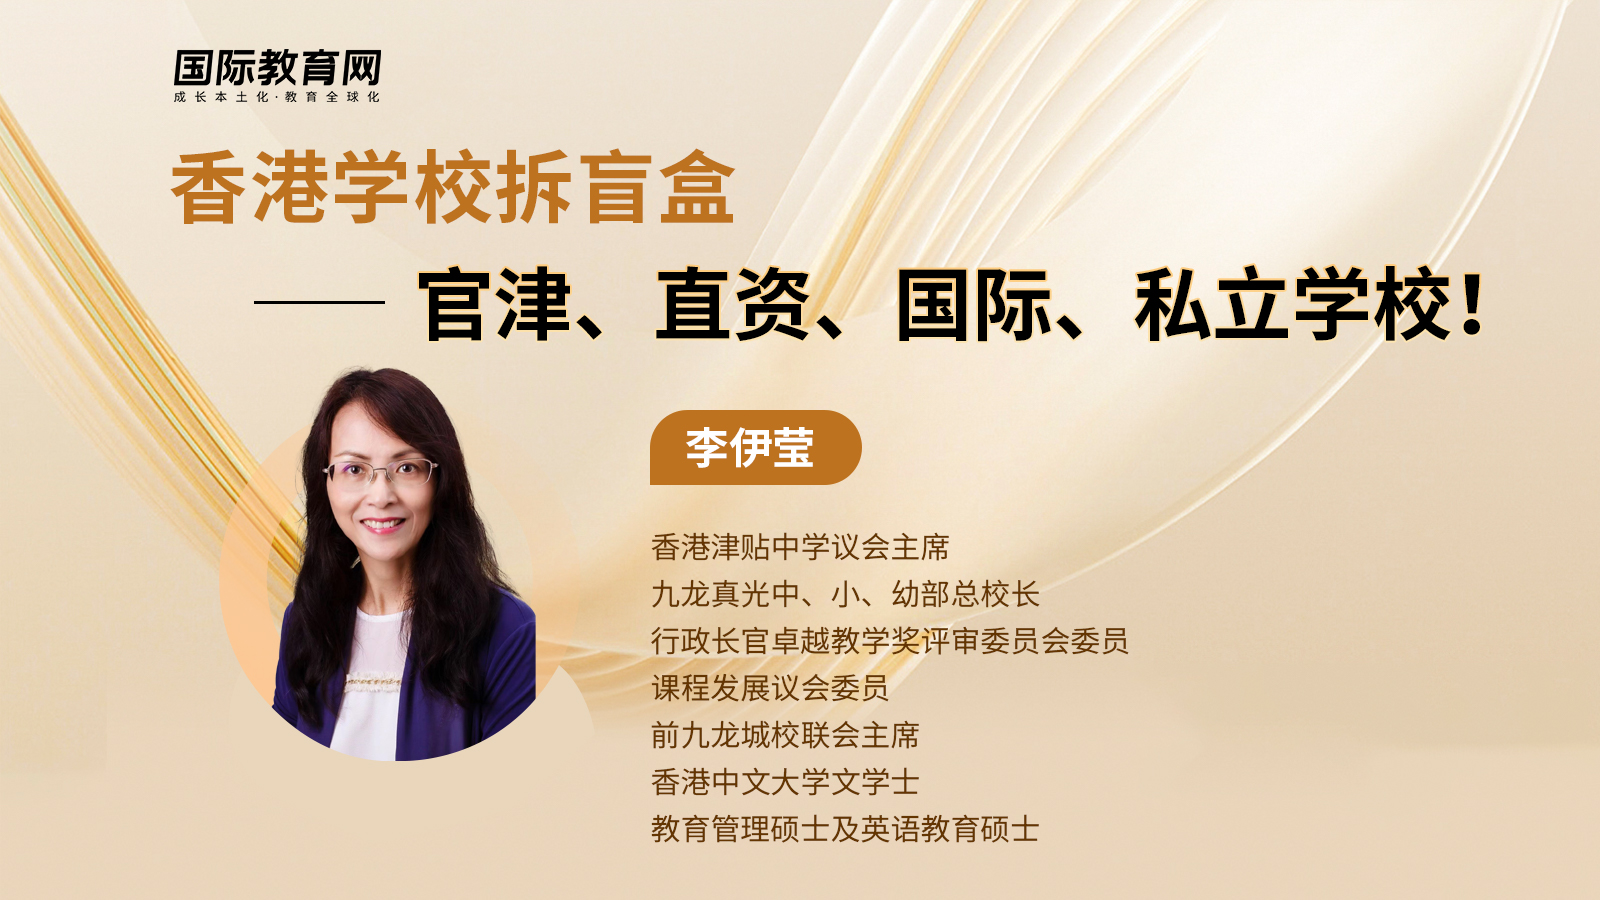 国际教育网
成长本土化·教育全球化
香港学校拆盲盒
——官津、直资、国际、私立学校！
李伊莹
香港津贴中学议会主席
九龙真光中、小、幼部总校长
行政长官卓越教学奖评审委员会委员
课程发展议会委员
前九龙城校联会主席
香港中文大学文学士
教育管理硕士及英语教育硕士